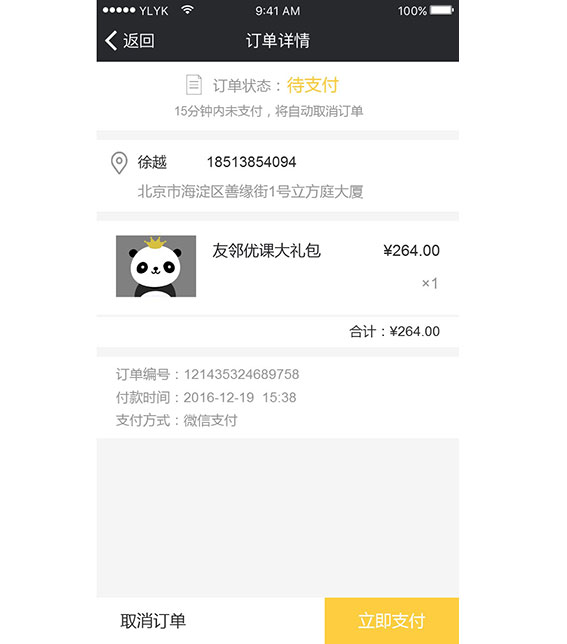 YLYK 9:41 AM 100%
返回 订单详情
订单状态：待支付
15分钟内未支付，将自动取消订单
徐越 18513854094
北京市海淀区善缘街1号立方庭大厦
友邻优课大礼包 ¥264.00
×1
合计：¥264.00
订单编号：121435324689758
付款时间：2016-12-19 15:38
支付方式：微信支付
取消订单 立即支付